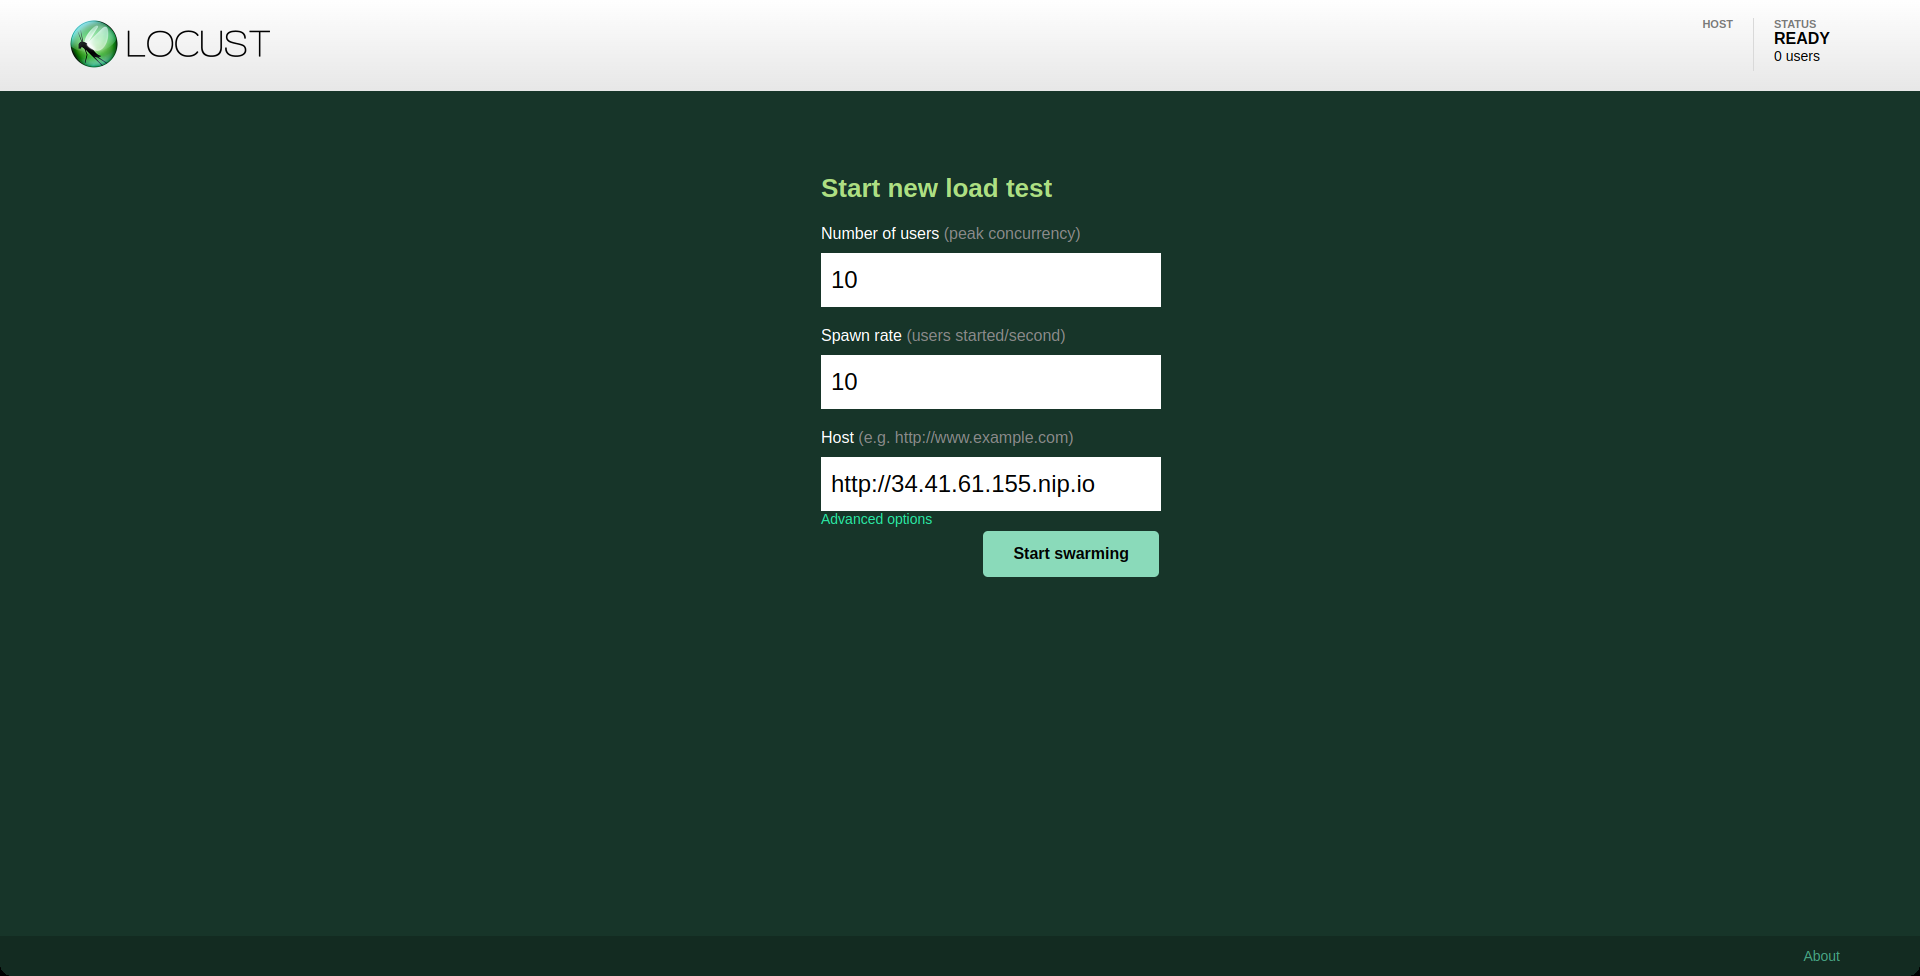 LOCUST
HOST
STATUS
READY
0 users
Start new load test
Number of users (peak concurrency)
10
Spawn rate (users started/second)
10
Host (e.g. http://www.example.com)
http://34.41.61.155.nip.io
Advanced options
Start swarming
About